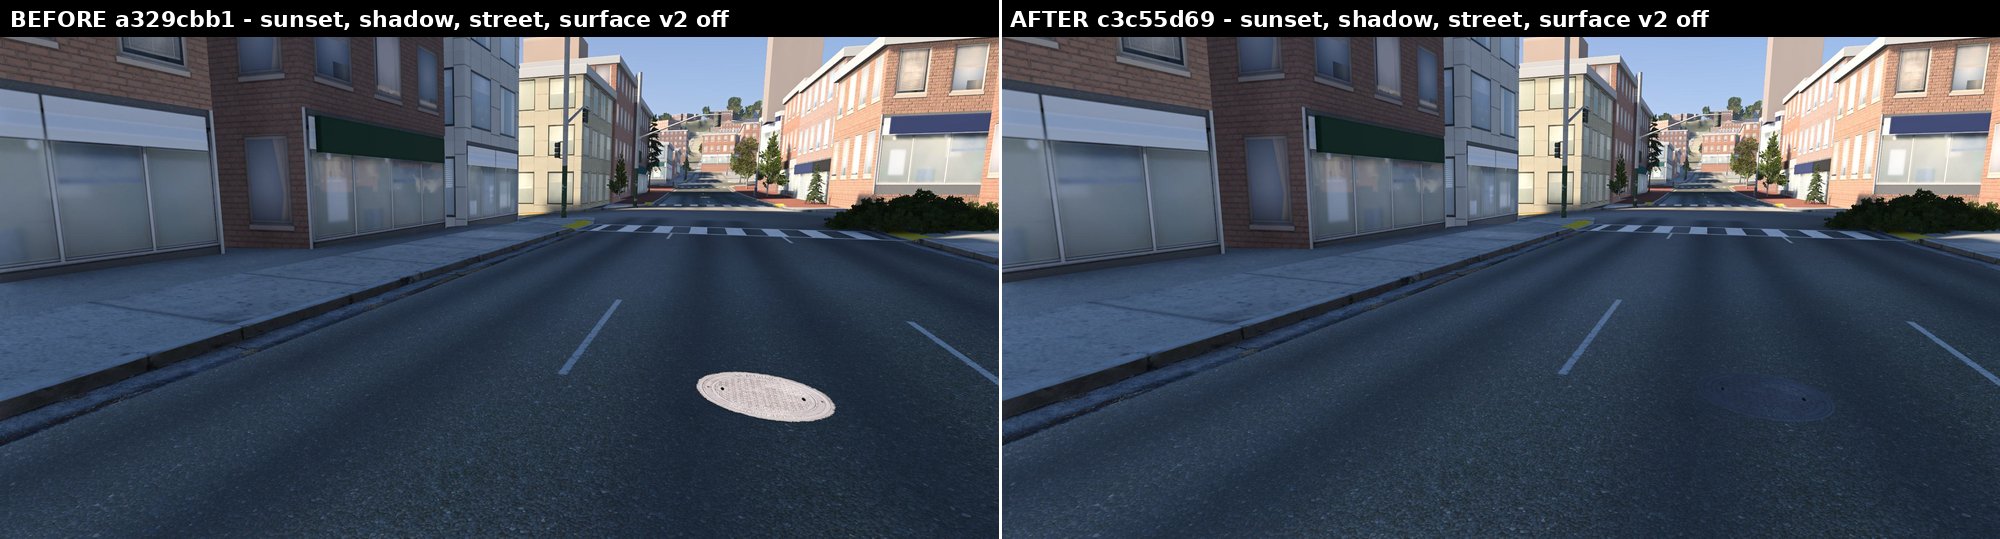 BEFORE a329cbb1 - sunset, shadow, street, surface v2 off
AFTER c3c55d69 - sunset, shadow, street, surface v2 off